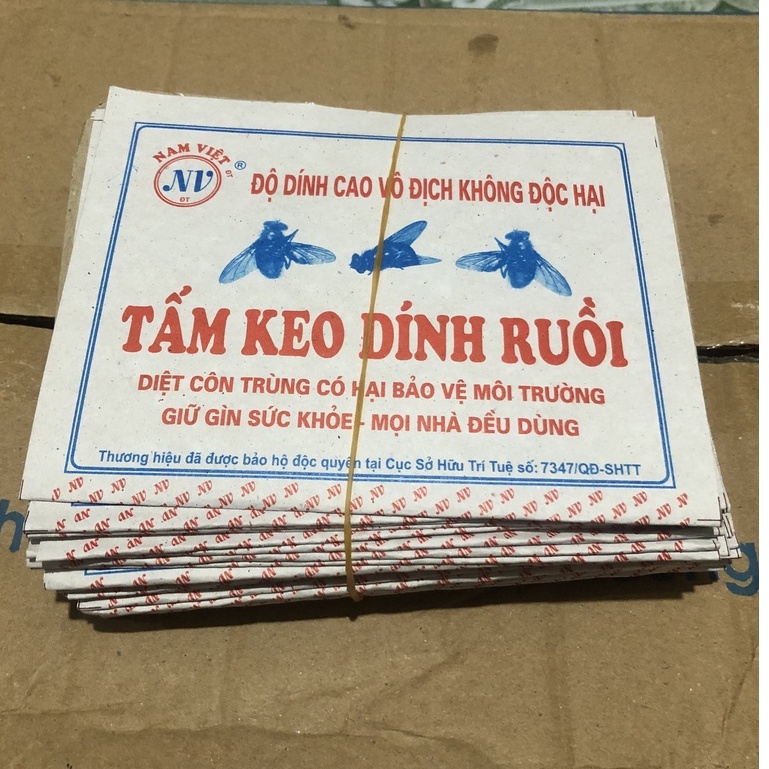 NAM VIỆT ĐT
NV
ĐT
®
ĐỘ DÍNH CAO VÔ ĐỊCH KHÔNG ĐỘC HẠI
TẤM KEO DÍNH RUỒI
DIỆT CÔN TRÙNG CÓ HẠI BẢO VỆ MÔI TRƯỜNG
GIỮ GÌN SỨC KHỎE - MỌI NHÀ ĐỀU DÙNG
Thương hiệu đã được bảo hộ độc quyền tại Cục Sở Hữu Trí Tuệ số: 7347/QĐ-SHTT